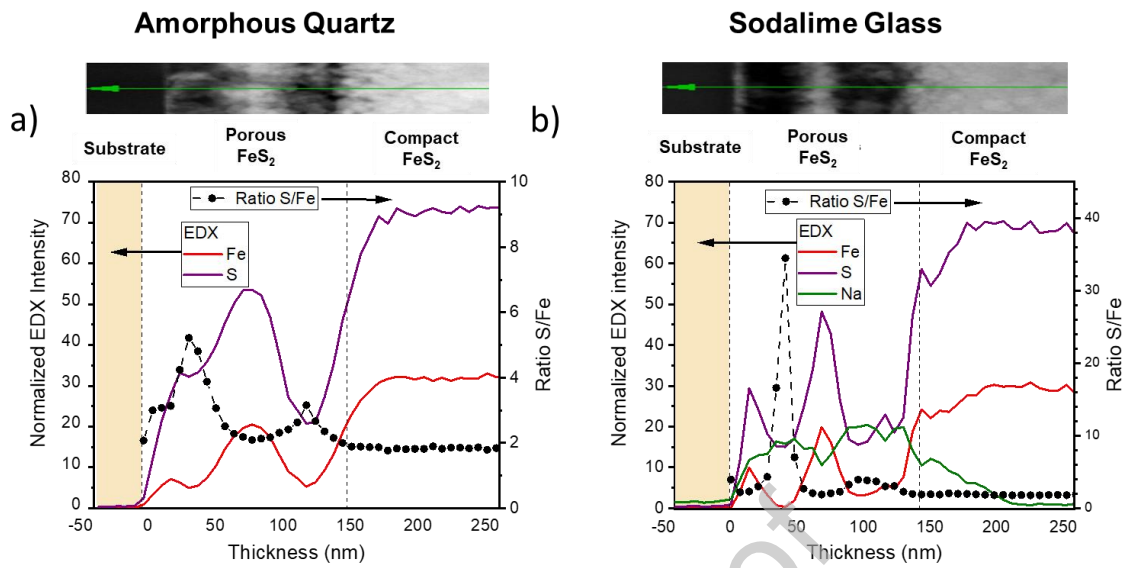 Amorphous Quartz
a)
Substrate
Porous
FeS2
Compact
FeS2
80
70
60
50
40
30
20
10
0
Normalized EDX Intensity
Ratio S/Fe
EDX
Fe
S
10
8
6
4
2
0
Ratio S/Fe
-50
0
50
100
150
200
250
Thickness (nm)
Sodalime Glass
b)
Substrate
Porous
FeS2
Compact
FeS2
80
70
60
50
40
30
20
10
0
Normalized EDX intensity
Ratio S/Fe
EDX
Fe
S
Na
40
30
20
10
0
Ratio S/Fe
-50
0
50
100
150
200
250
Thickness (nm)